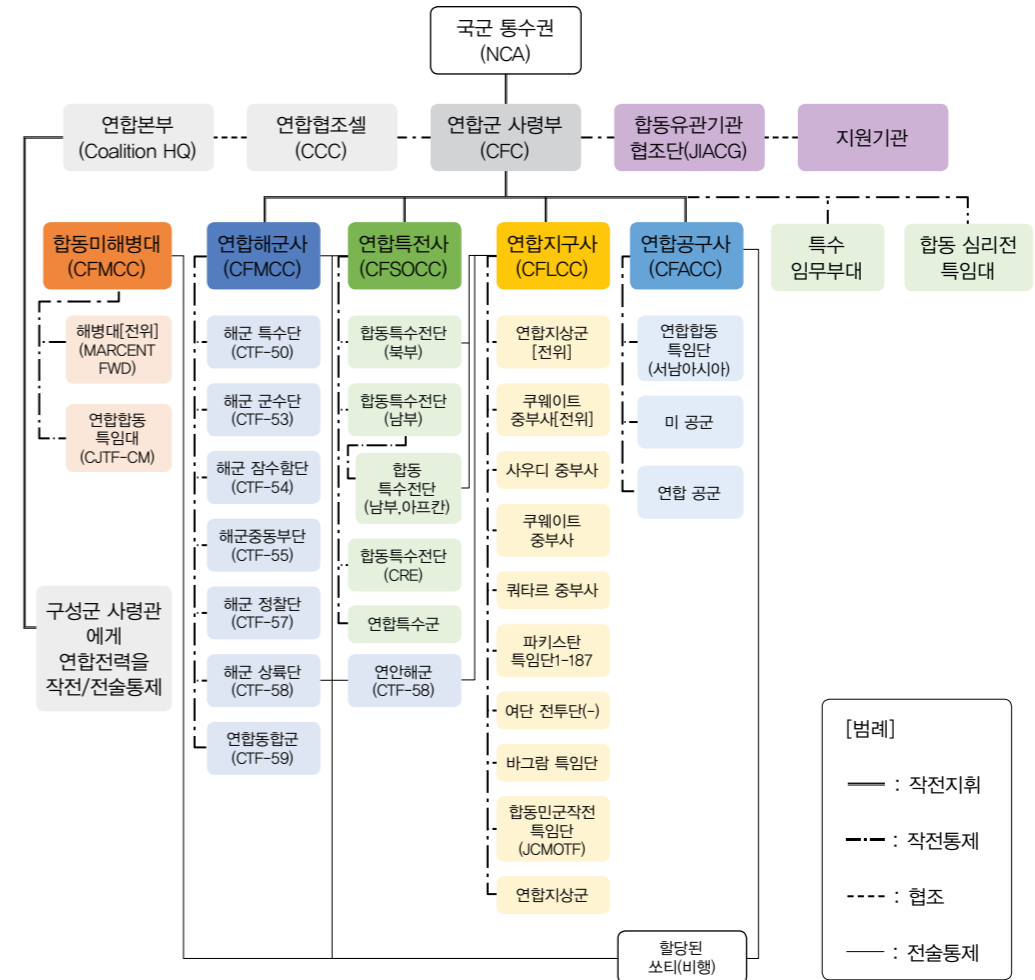 국군 통수권
(NCA)
연합본부
(Coalition HQ)
연합협조셀
(CCC)
연합군 사령부
(CFC)
합동유관기관
협조단(JIACG)
지원기관
합동미해병대
(CFMCC)
연합해군사
(CFMCC)
연합특전사
(CFSOCC)
연합지구사
(CFLCC)
연합공구사
(CFACC)
특수
임무부대
합동 심리전
특임대
해병대[전위]
(MARCENT
FWD)
연합합동
특임대
(CJTF-CM)
해군 특수단
(CTF-50)
해군 군수단
(CTF-53)
해군 잠수함단
(CTF-54)
해군중동부단
(CTF-55)
해군 정찰단
(CTF-57)
해군 상륙단
(CTF-58)
연합동합군
(CTF-59)
합동특수전단
(북부)
합동특수전단
(남부)
합동
특수전단
(남부,아프칸)
합동특수전단
(CRE)
연합특수군
연안해군
(CTF-58)
연합지상군
[전위]
쿠웨이트
중부사[전위]
사우디 중부사
쿠웨이트
중부사
쿼타르 중부사
파키스탄
특임단1-187
여단 전투단(-)
바그람 특임단
합동민군작전
특임단
(JCMOTF)
연합지상군
연합합동
특임단
(서남아시아)
미 공군
연합 공군
구성군 사령관
에게
연합전력을
작전/전술통제
할당된
쏘티(비행)
[범례]
: 작전지휘
: 작전통제
: 협조
: 전술통제